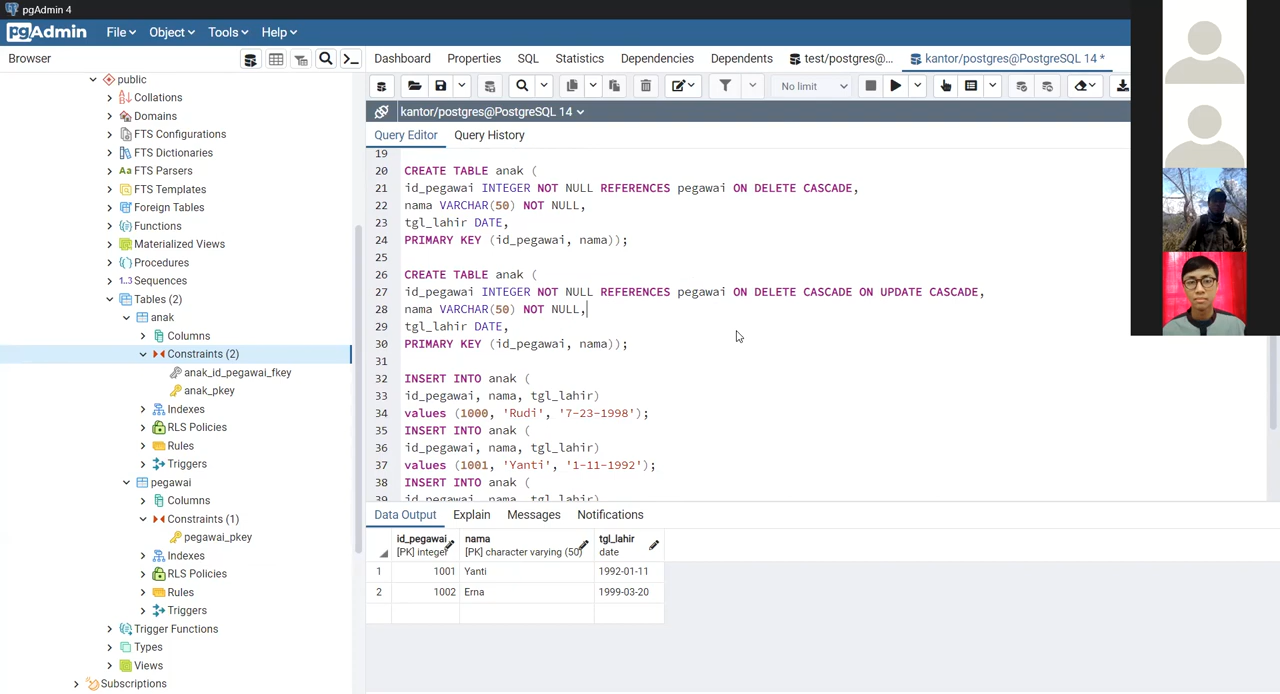 pgAdmin 4
pgAdmin File Object Tools Help
Browser
Dashboard Properties SQL Statistics Dependencies Dependents test/postgres@... kantor/postgres@PostgreSQL 14 *
public
Collations
Domains
FTS Configurations
FTS Dictionaries
Aa FTS Parsers
FTS Templates
Foreign Tables
Functions
Materialized Views
Procedures
1..3 Sequences
Tables (2)
anak
Columns
Constraints (2)
anak_id_pegawai_fkey
anak_pkey
Indexes
RLS Policies
Rules
Triggers
pegawai
Columns
Constraints (1)
pegawai_pkey
Indexes
RLS Policies
Rules
Triggers
Trigger Functions
Types
Views
Subscriptions
No limit
kantor/postgres@PostgreSQL 14
Query Editor Query History
19
20 CREATE TABLE anak (
21 id_pegawai INTEGER NOT NULL REFERENCES pegawai ON DELETE CASCADE,
22 nama VARCHAR(50) NOT NULL,
23 tgl_lahir DATE,
24 PRIMARY KEY (id_pegawai, nama));
25
26 CREATE TABLE anak (
27 id_pegawai INTEGER NOT NULL REFERENCES pegawai ON DELETE CASCADE ON UPDATE CASCADE,
28 nama VARCHAR(50) NOT NULL,
29 tgl_lahir DATE,
30 PRIMARY KEY (id_pegawai, nama));
31
32 INSERT INTO anak (
33 id_pegawai, nama, tgl_lahir)
34 values (1000, 'Rudi', '7-23-1998');
35 INSERT INTO anak (
36 id_pegawai, nama, tgl_lahir)
37 values (1001, 'Yanti', '1-11-1992');
38 INSERT INTO anak (
39 id_pegawai, nama, tgl_lahir)
Data Output Explain Messages Notifications
id_pegawai nama tgl_lahir
[PK] integer [PK] character varying (50) date
1 1001 Yanti 1992-01-11
2 1002 Erna 1999-03-20